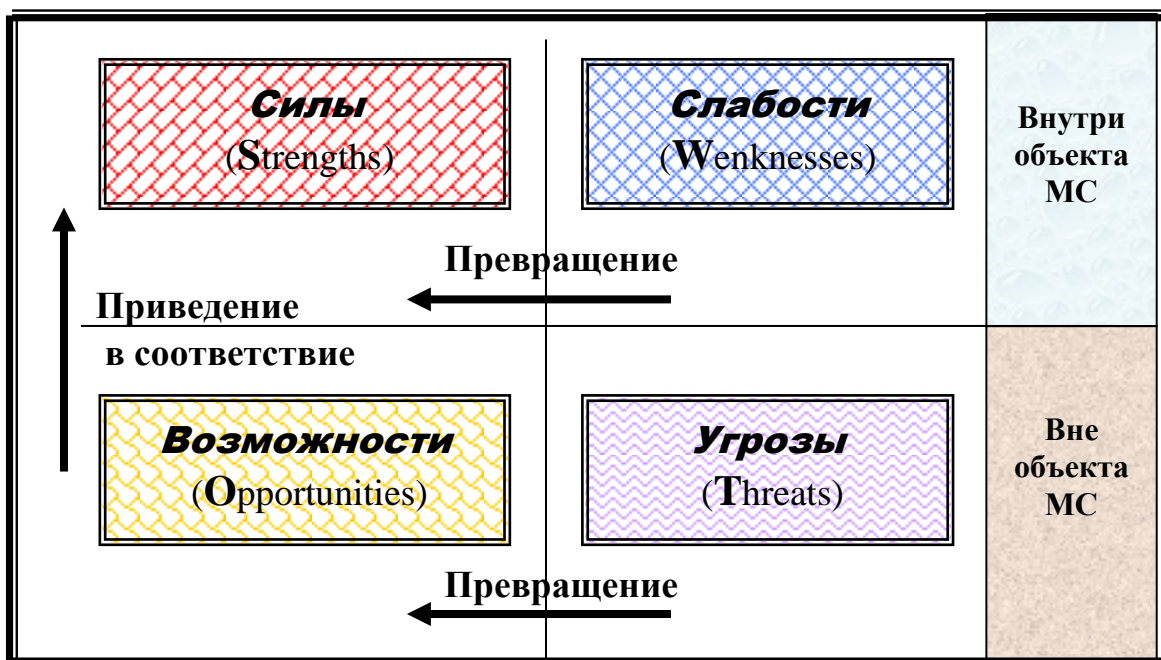 Силы
(Strengths)
Слабости
(Wenknesses)
Внутри
объекта
МС
Превращение
Приведение
в соответствие
Возможности
(Opportunities)
Угрозы
(Threats)
Вне
объекта
МС
Превращение